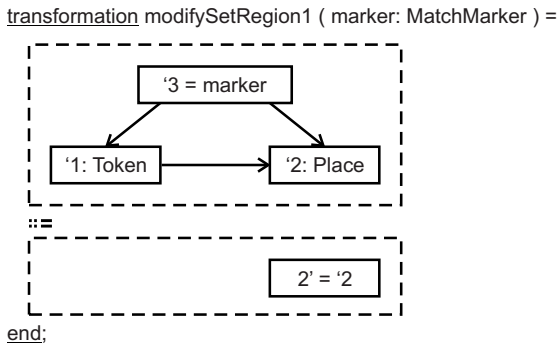 transformation modifySetRegion1 ( marker: MatchMarker ) =
‘3 = marker
‘1: Token
‘2: Place
::=
2’ = ‘2
end;